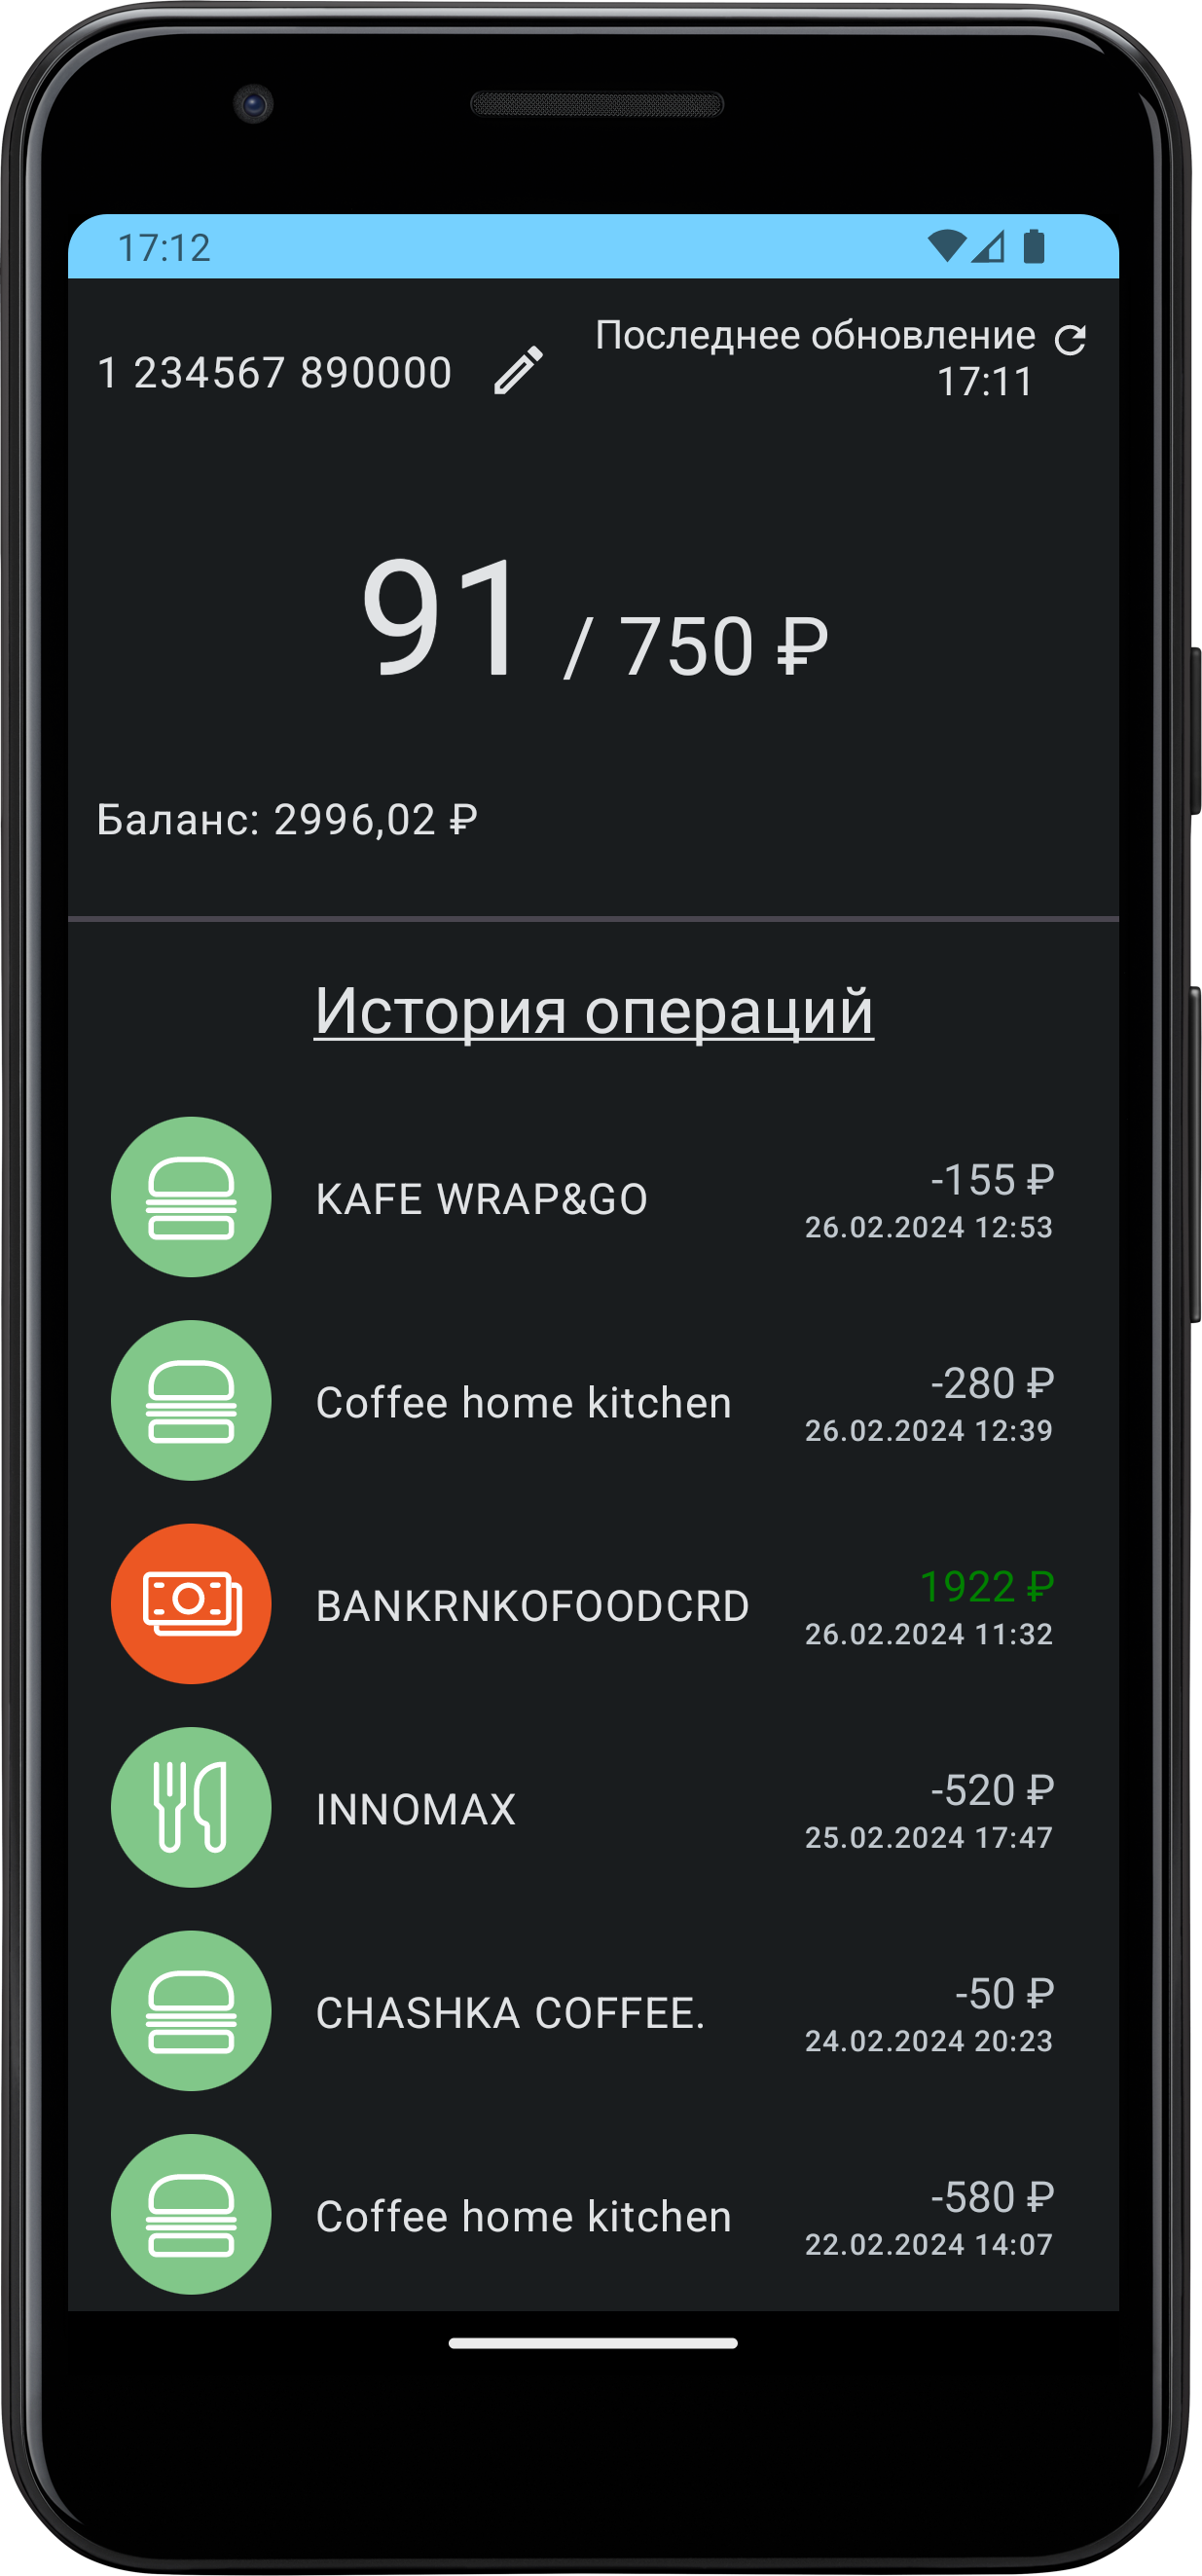 17:12
1 234567 890000
Последнее обновление
17:11
91 / 750 ₽
Баланс: 2996,02 ₽
История операций
KAFE WRAP&GO
-155 ₽
26.02.2024 12:53
Coffee home kitchen
-280 ₽
26.02.2024 12:39
BANKRNKOFOODCRD
1922 ₽
26.02.2024 11:32
INNOMAX
-520 ₽
25.02.2024 17:47
CHASHKA COFFEE.
-50 ₽
24.02.2024 20:23
Coffee home kitchen
-580 ₽
22.02.2024 14:07